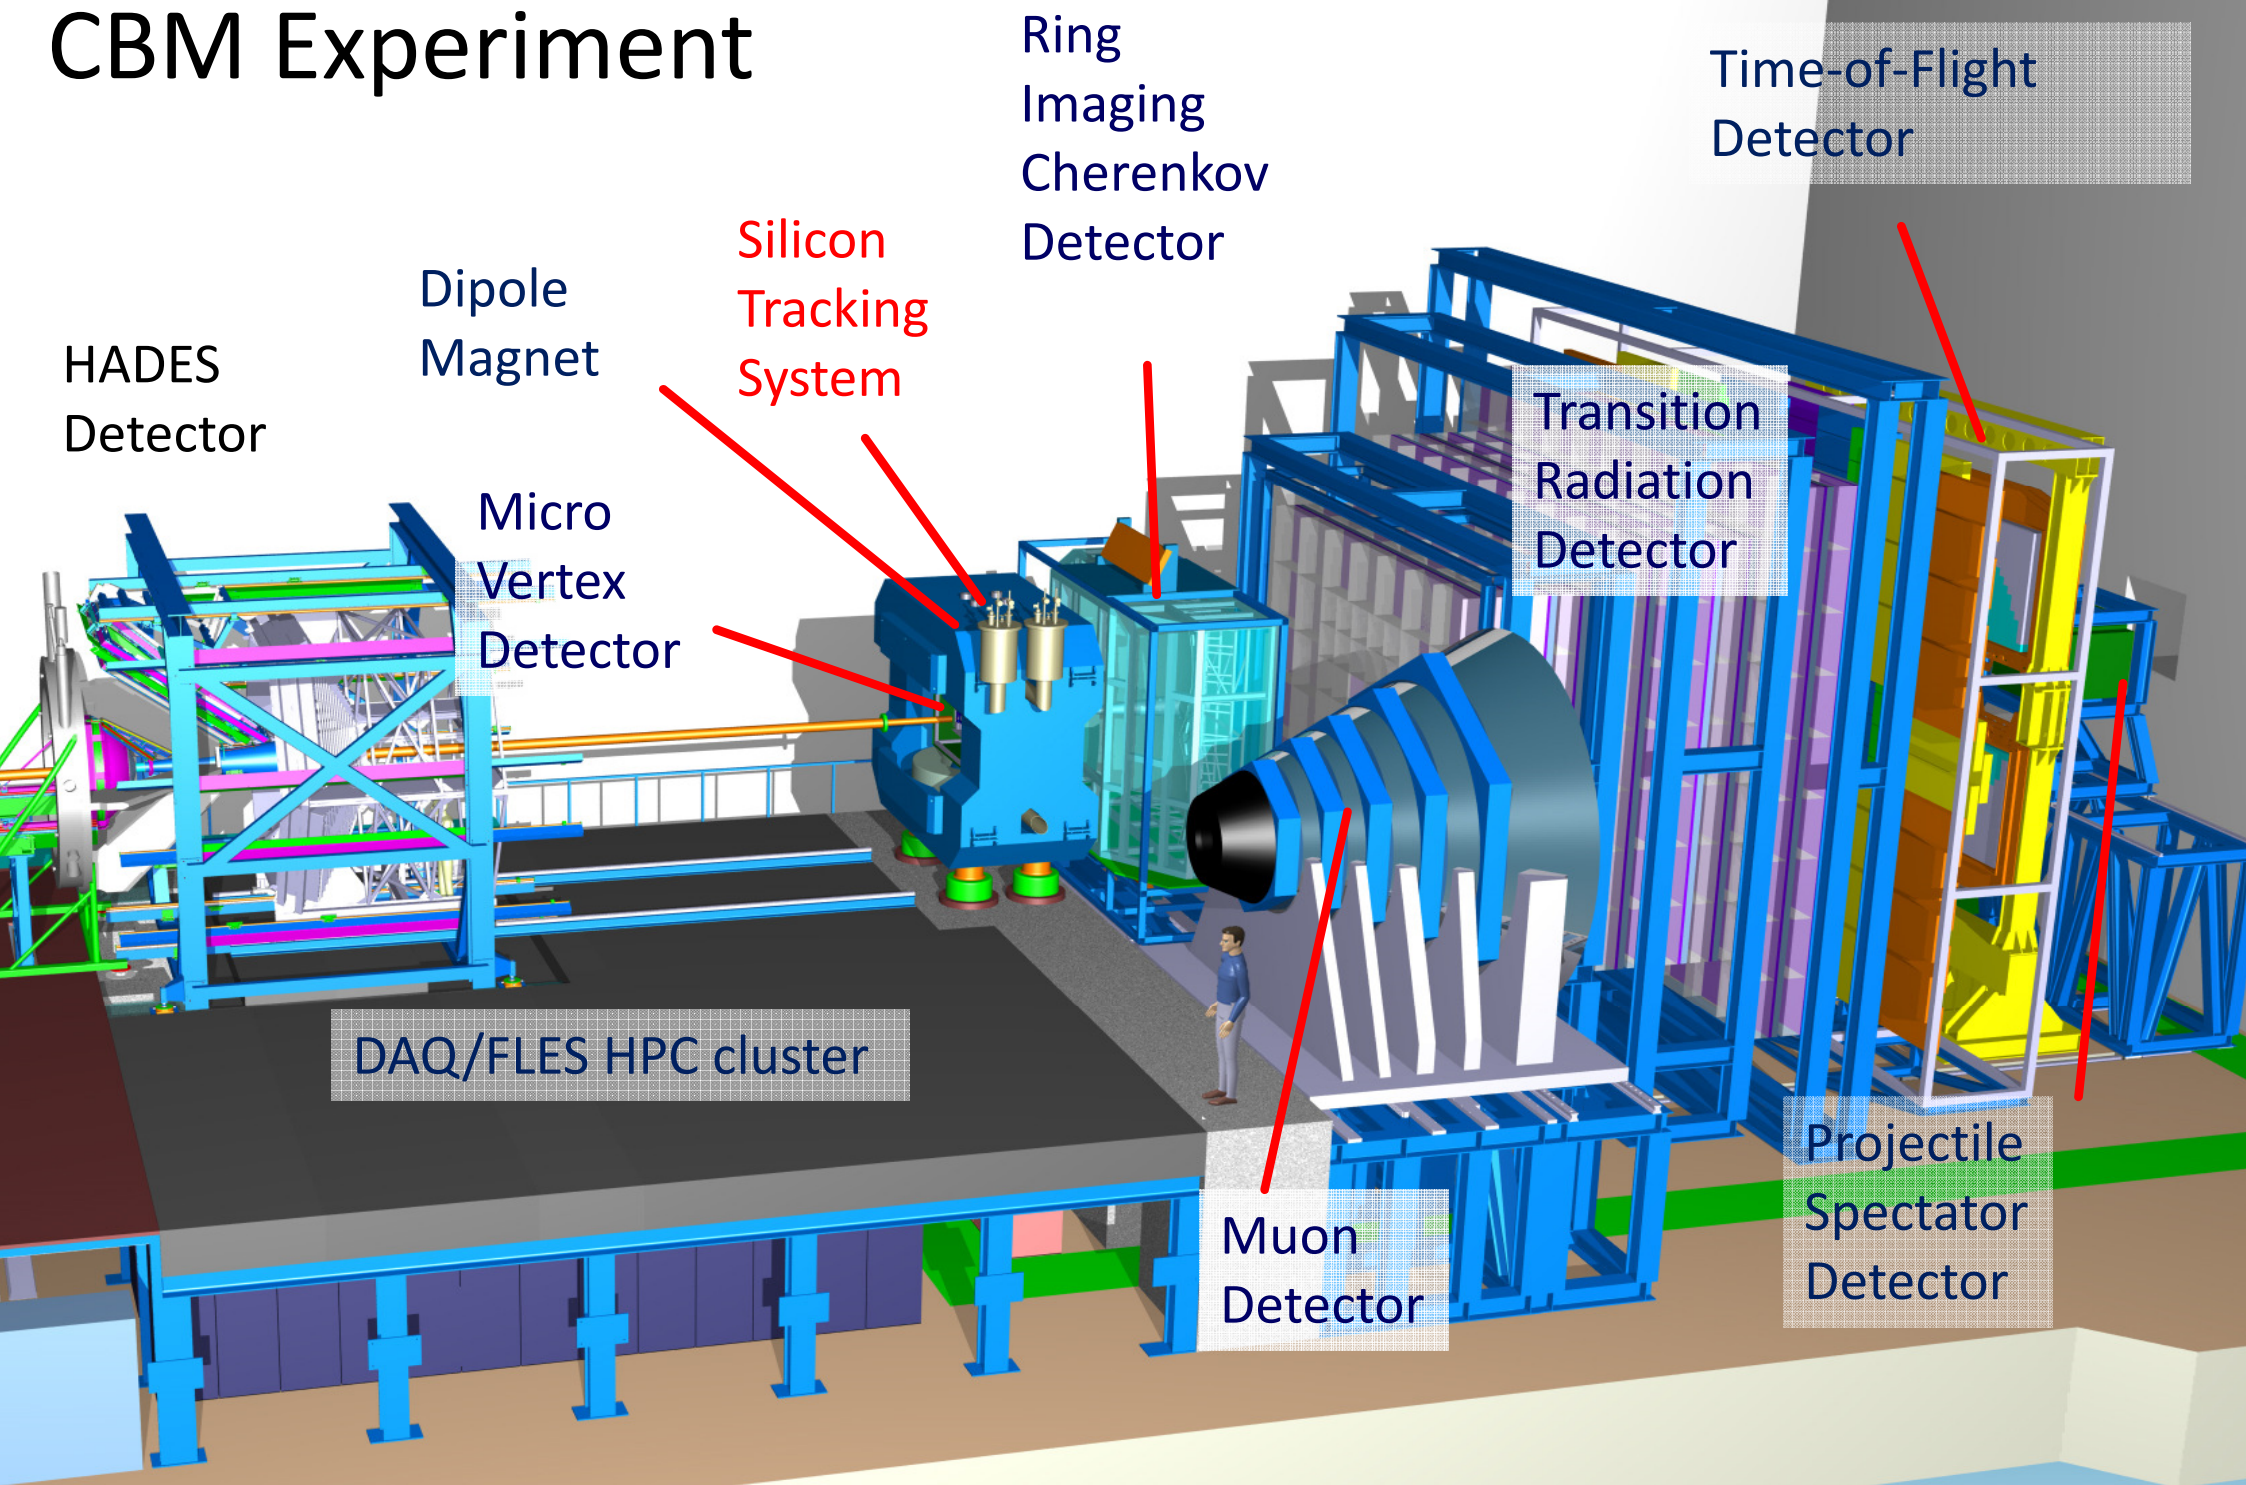 CBM Experiment
Ring
Imaging
Cherenkov
Detector
Time-of-Flight
Detector
Silicon
Tracking
System
Dipole
Magnet
HADES
Detector
Transition
Radiation
Detector
Micro
Vertex
Detector
DAQ/FLES HPC cluster
Muon
Detector
Projectile
Spectator
Detector